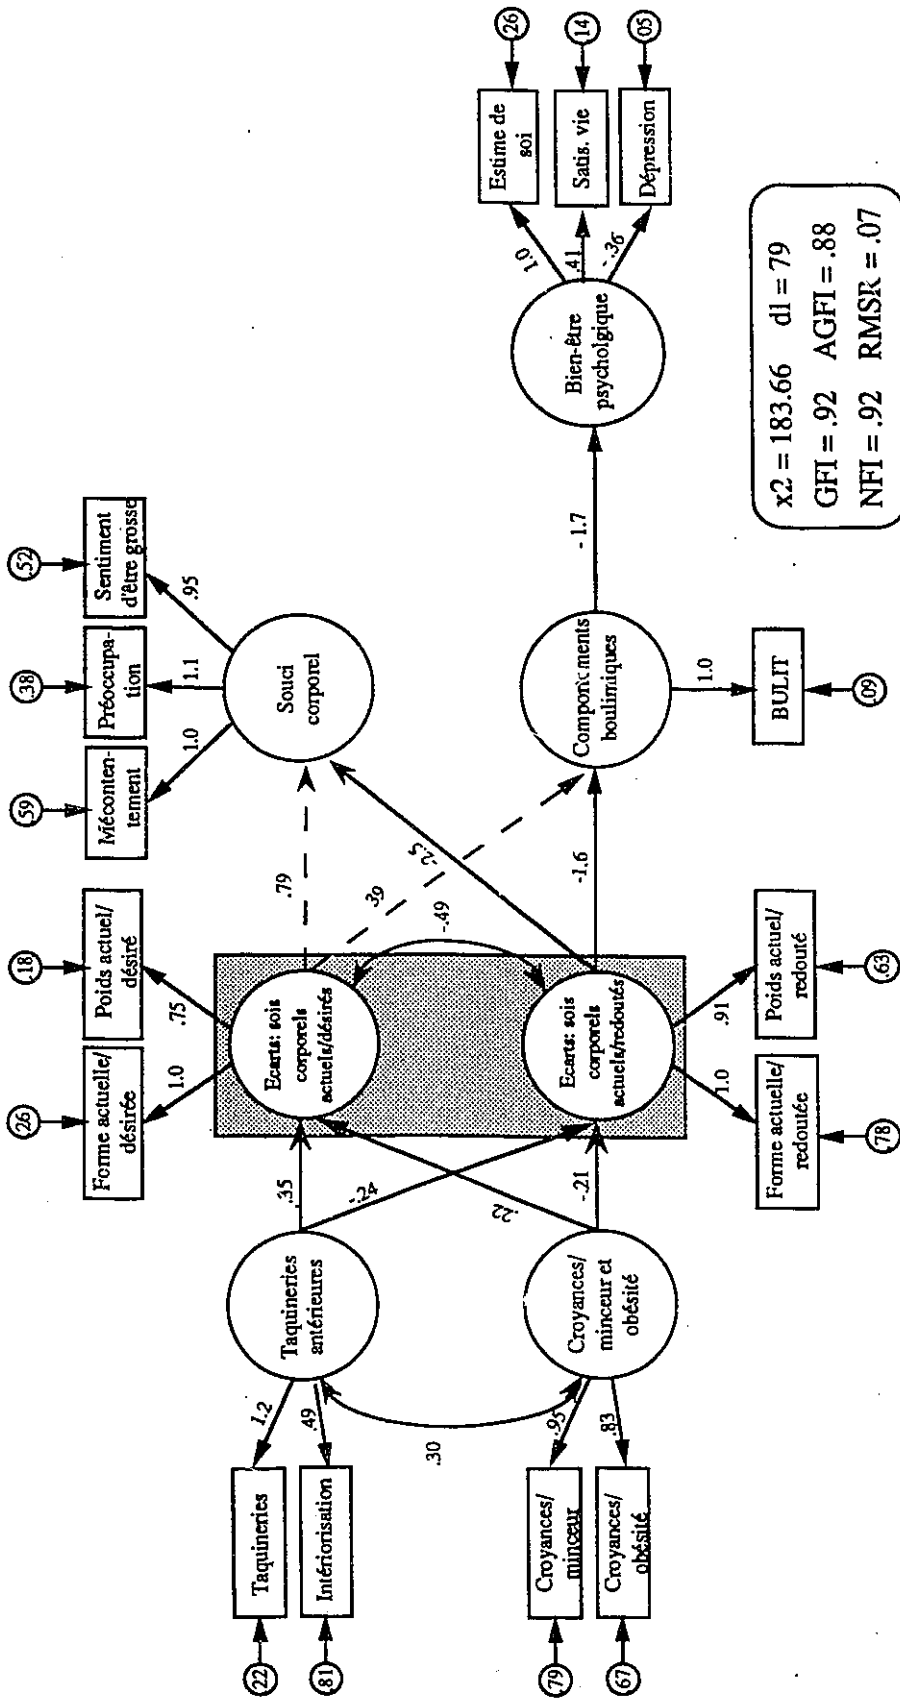 .26
.18
.59
.38
.52
Forme actuelle/
désirée
Poids actuel/
désiré
Méconten-
tement
Préoccupa-
tion
Sentiment
d'être grosse
1.0
.75
1.0
1.1
.95
.22
Taquineries
.81
Intériorisation
1.2
.49
Taquineries
antérieures
.35
-.24
Ecarts: sois
corporels
actuels/désirés
.79
.39
Souci
corporel
.30
-.49
-2.5
.79
Croyances/
minceur
.67
Croyances/
obésité
.95
.83
Croyances/
minceur et
obésité
.22
-.21
Ecarts: sois
corporels
actuels/redoutés
-1.6
Comportements
boulimiques
- 1.7
Bien-être
psycholgique
1.0
.41
-.36
Estime de
soi
.26
Satis. vie
.14
Dépression
.05
1.0
.91
1.0
Forme actuelle/
redoutée
Poids actuel/
redouté
BULIT
.78
.63
.09
x2 = 183.66 dl = 79
GFI = .92 AGFI = .88
NFI = .92 RMSR = .07